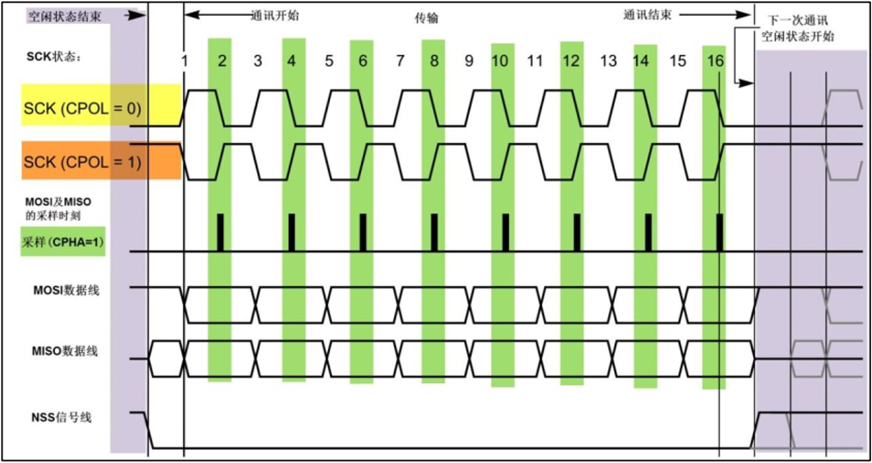 空闲状态结束
通讯开始
传输
通讯结束
下一次通讯
空闲状态开始
SCK状态:
1 2 3 4 5 6 7 8 9 10 11 12 13 14 15 16
SCK (CPOL = 0)
SCK (CPOL = 1)
MOSI及MISO
的采样时刻
采样(CPHA=1)
MOSI数据线
MISO数据线
NSS信号线